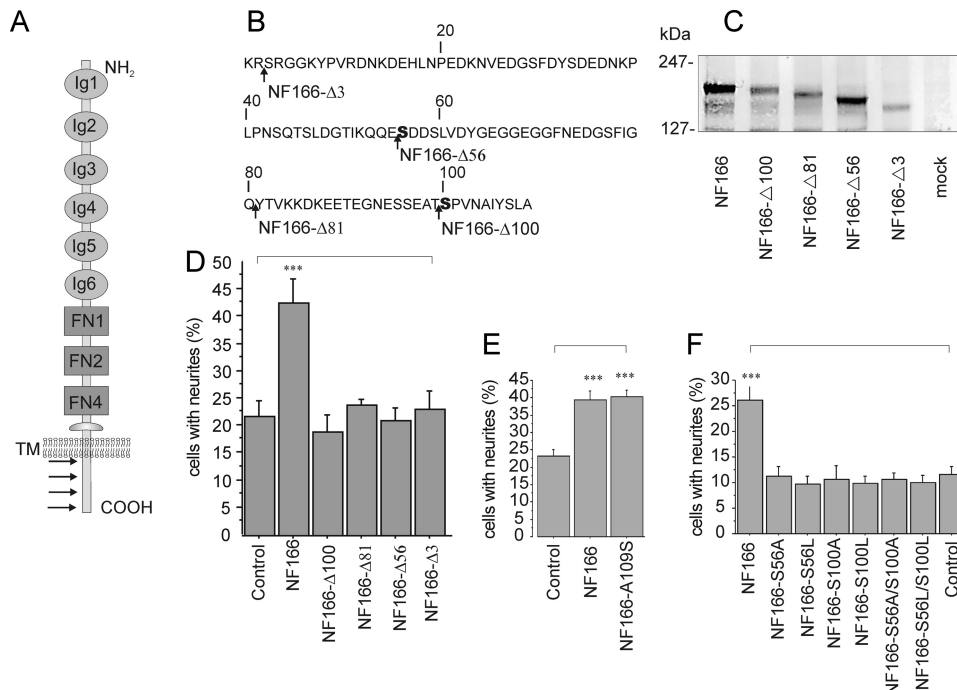 A
NH2
Ig1
Ig2
Ig3
Ig4
Ig5
Ig6
FN1
FN2
FN4
TM
COOH
B
20
KRSRGGKYPVRDNKDEHLNPEDKNVEDGSFDYSDEDNKP
NF166-Δ3
40 60
LPNSQTSLDGTIKQQESDDSLVDYGEGGEGGFNEDGSFIG
NF166-Δ56
80 100
QYTVKKDKEETEGNESSEATSPVNAIYSLA
NF166-Δ81 NF166-Δ100
C
kDa
247-
127-
NF166
NF166-Δ100
NF166-Δ81
NF166-Δ56
NF166-Δ3
mock
D
cells with neurites (%)
50
45
40
35
30
25
20
15
10
5
0
***
Control
NF166
NF166-Δ100
NF166-Δ81
NF166-Δ56
NF166-Δ3
E
cells with neurites (%)
45
40
35
30
25
20
15
10
5
0
*** ***
Control
NF166
NF166-A109S
F
cells with neurites (%)
30
25
20
15
10
5
0
***
NF166
NF166-S56A
NF166-S56L
NF166-S100A
NF166-S100L
NF166-S56A/S100A
NF166-S56L/S100L
Control